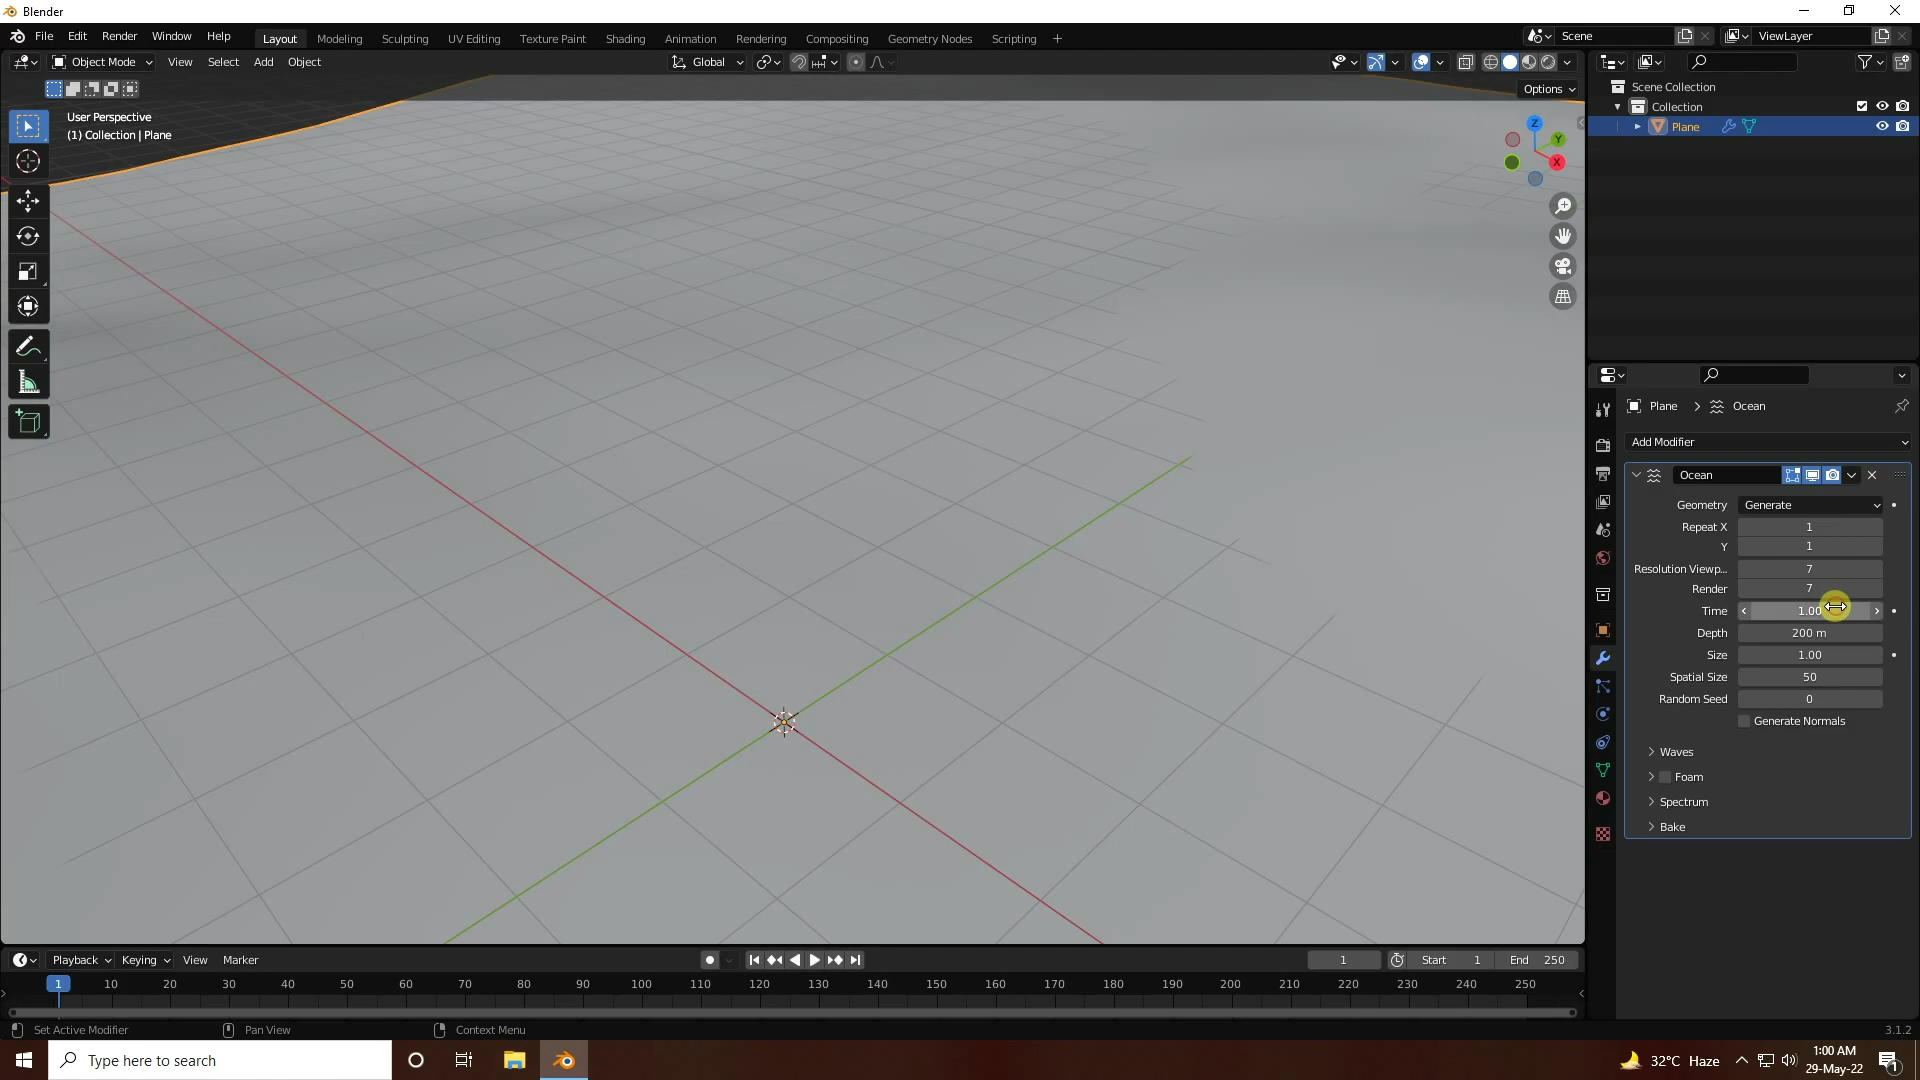 Blender
File Edit Render Window Help Layout Modeling Sculpting UV Editing Texture Paint Shading Animation Rendering Compositing Geometry Nodes Scripting + Scene ViewLayer
Object Mode View Select Add Object Global
Options
User Perspective
(1) Collection | Plane
Z
Y
X
Scene Collection
Collection
Plane
Plane > Ocean
Add Modifier
Ocean
Geometry Generate
Repeat X 1
Y 1
Resolution Viewp... 7
Render 7
Time 1.00
Depth 200 m
Size 1.00
Spatial Size 50
Random Seed 0
Generate Normals
Waves
Foam
Spectrum
Bake
Playback Keying View Marker 1 Start 1 End 250
1 10 20 30 40 50 60 70 80 90 100 110 120 130 140 150 160 170 180 190 200 210 220 230 240 250
Set Active Modifier Pan View Context Menu 3.1.2
Type here to search 32°C Haze 1:00 AM
29-May-22 1